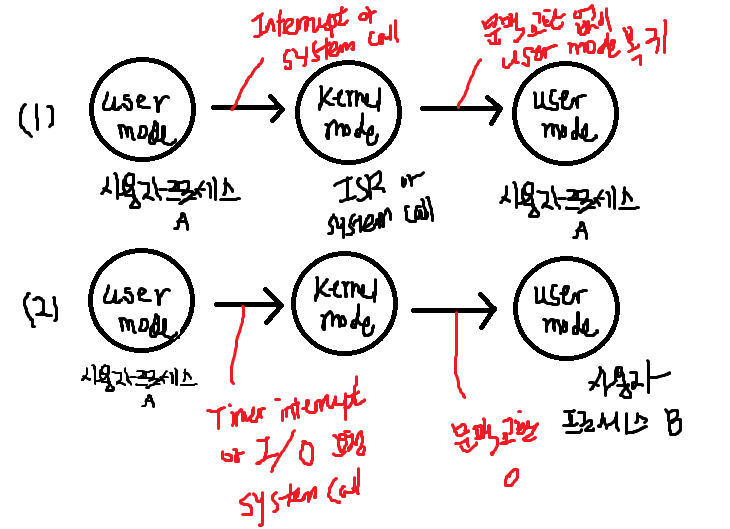 Interrupt or
system call
문맥교환 없이
user mode 복귀
(1)
user
mode
kernel
mode
user
mode
사용자 프로세스
A
ISR or
system call
사용자 프로세스
A
(2)
user
mode
kernel
mode
user
mode
사용자 프로세스
A
Timer interrupt
or I/O 요청
system call
문맥교환
O
사용자
프로세스 B